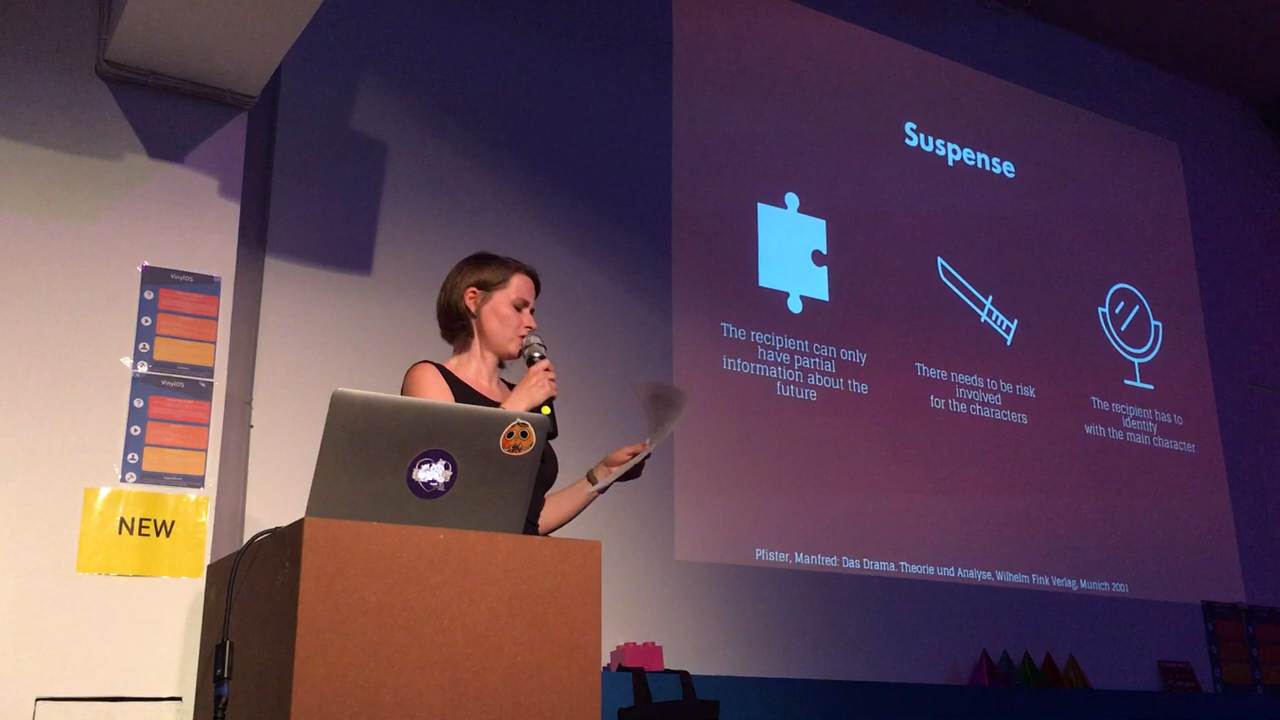 Suspense
The recipient can only
have partial
information about the
future
There needs to be risk
involved
for the characters
The recipient has to
identify
with the main character
Pfister, Manfred: Das Drama. Theorie und Analyse, Wilhelm Fink Verlag, Munich 2001
VinylOS
VinylOS
NEW